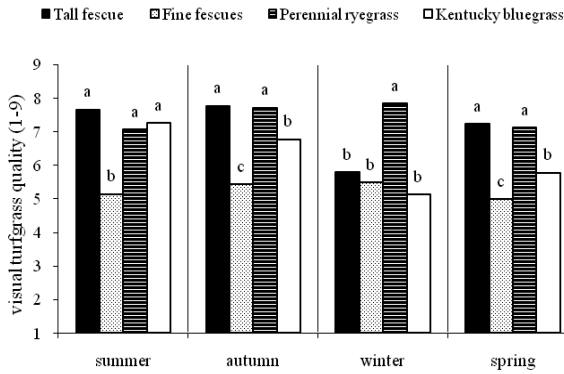 Tall fescue Fine fescues Perennial ryegrass Kentucky bluegrass
visual turfgrass quality (1-9)
9
8
7
6
5
4
3
2
1
a b a a
a c a b
b b a b
a c a b
summer autumn winter spring